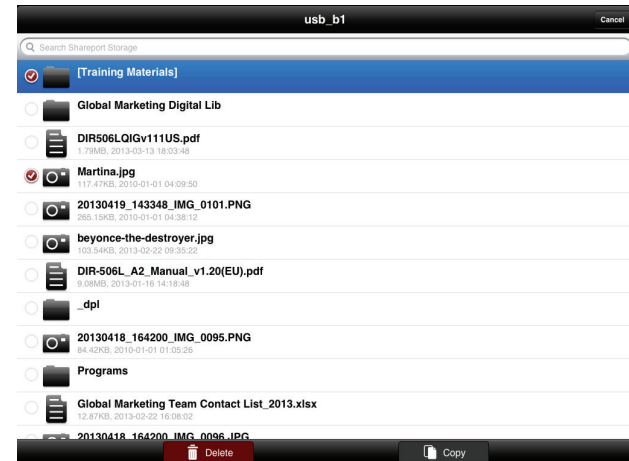 usb_b1
Cancel
Search Shareport Storage
[Training Materials]
Global Marketing Digital Lib
DIR506LQIGv111US.pdf
1.79MB, 2013-03-13 18:03:48
Martina.jpg
117.47KB, 2010-01-01 04:09:50
20130419_143348_IMG_0101.PNG
265.15KB, 2010-01-01 04:38:12
beyonce-the-destroyer.jpg
103.54KB, 2013-02-22 09:35:22
DIR-506L_A2_Manual_v1.20(EU).pdf
9.08MB, 2013-01-16 14:18:48
_dpl
20130418_164200_IMG_0095.PNG
84.42KB, 2010-01-01 01:05:26
Programs
Global Marketing Team Contact List_2013.xlsx
12.87KB, 2013-02-22 16:08:02
20130418_164200_IMG_0096.JPG
Delete
Copy